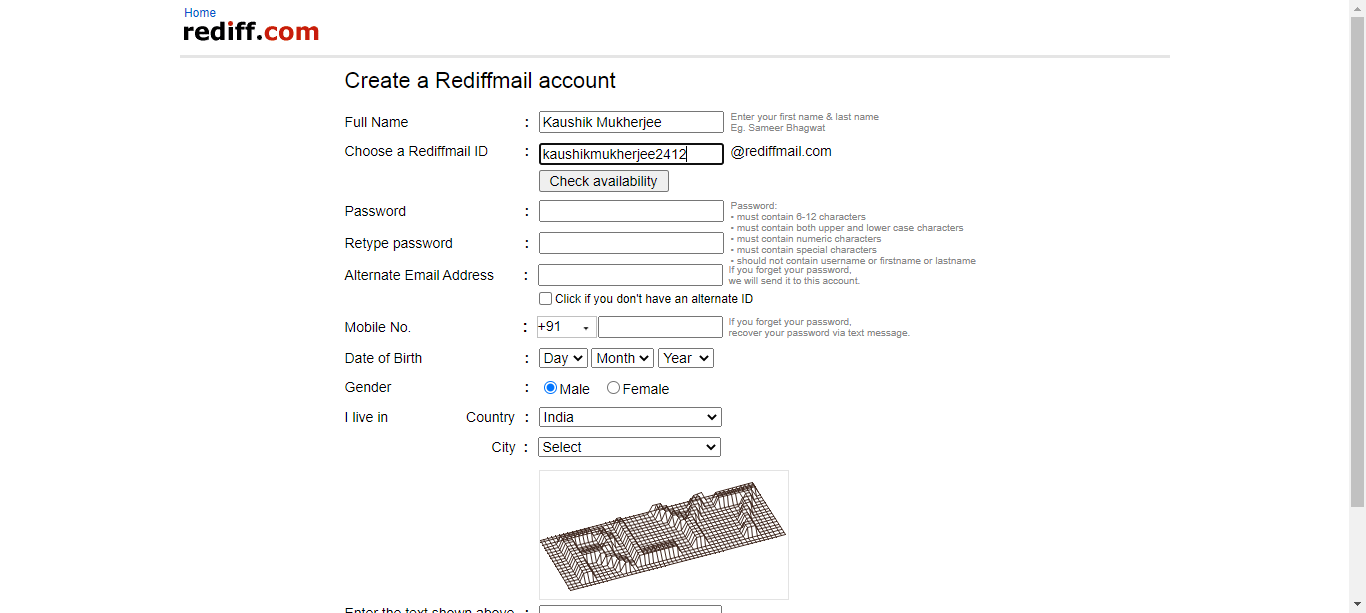 Home
rediff.com
Create a Rediffmail account
Full Name : Kaushik Mukherjee Enter your first name & last name
Eg. Sameer Bhagwat
Choose a Rediffmail ID : kaushikmukherjee2412 @rediffmail.com
Check availability
Password : Password:
• must contain 6-12 characters
• must contain both upper and lower case characters
Retype password : • must contain numeric characters
• must contain special characters
• should not contain username or firstname or lastname
Alternate Email Address : If you forget your password,
we will send it to this account.
Click if you don't have an alternate ID
Mobile No. : +91 If you forget your password,
recover your password via text message.
Date of Birth : Day Month Year
Gender : Male Female
I live in Country : India
City : Select
Enter the text shown above :